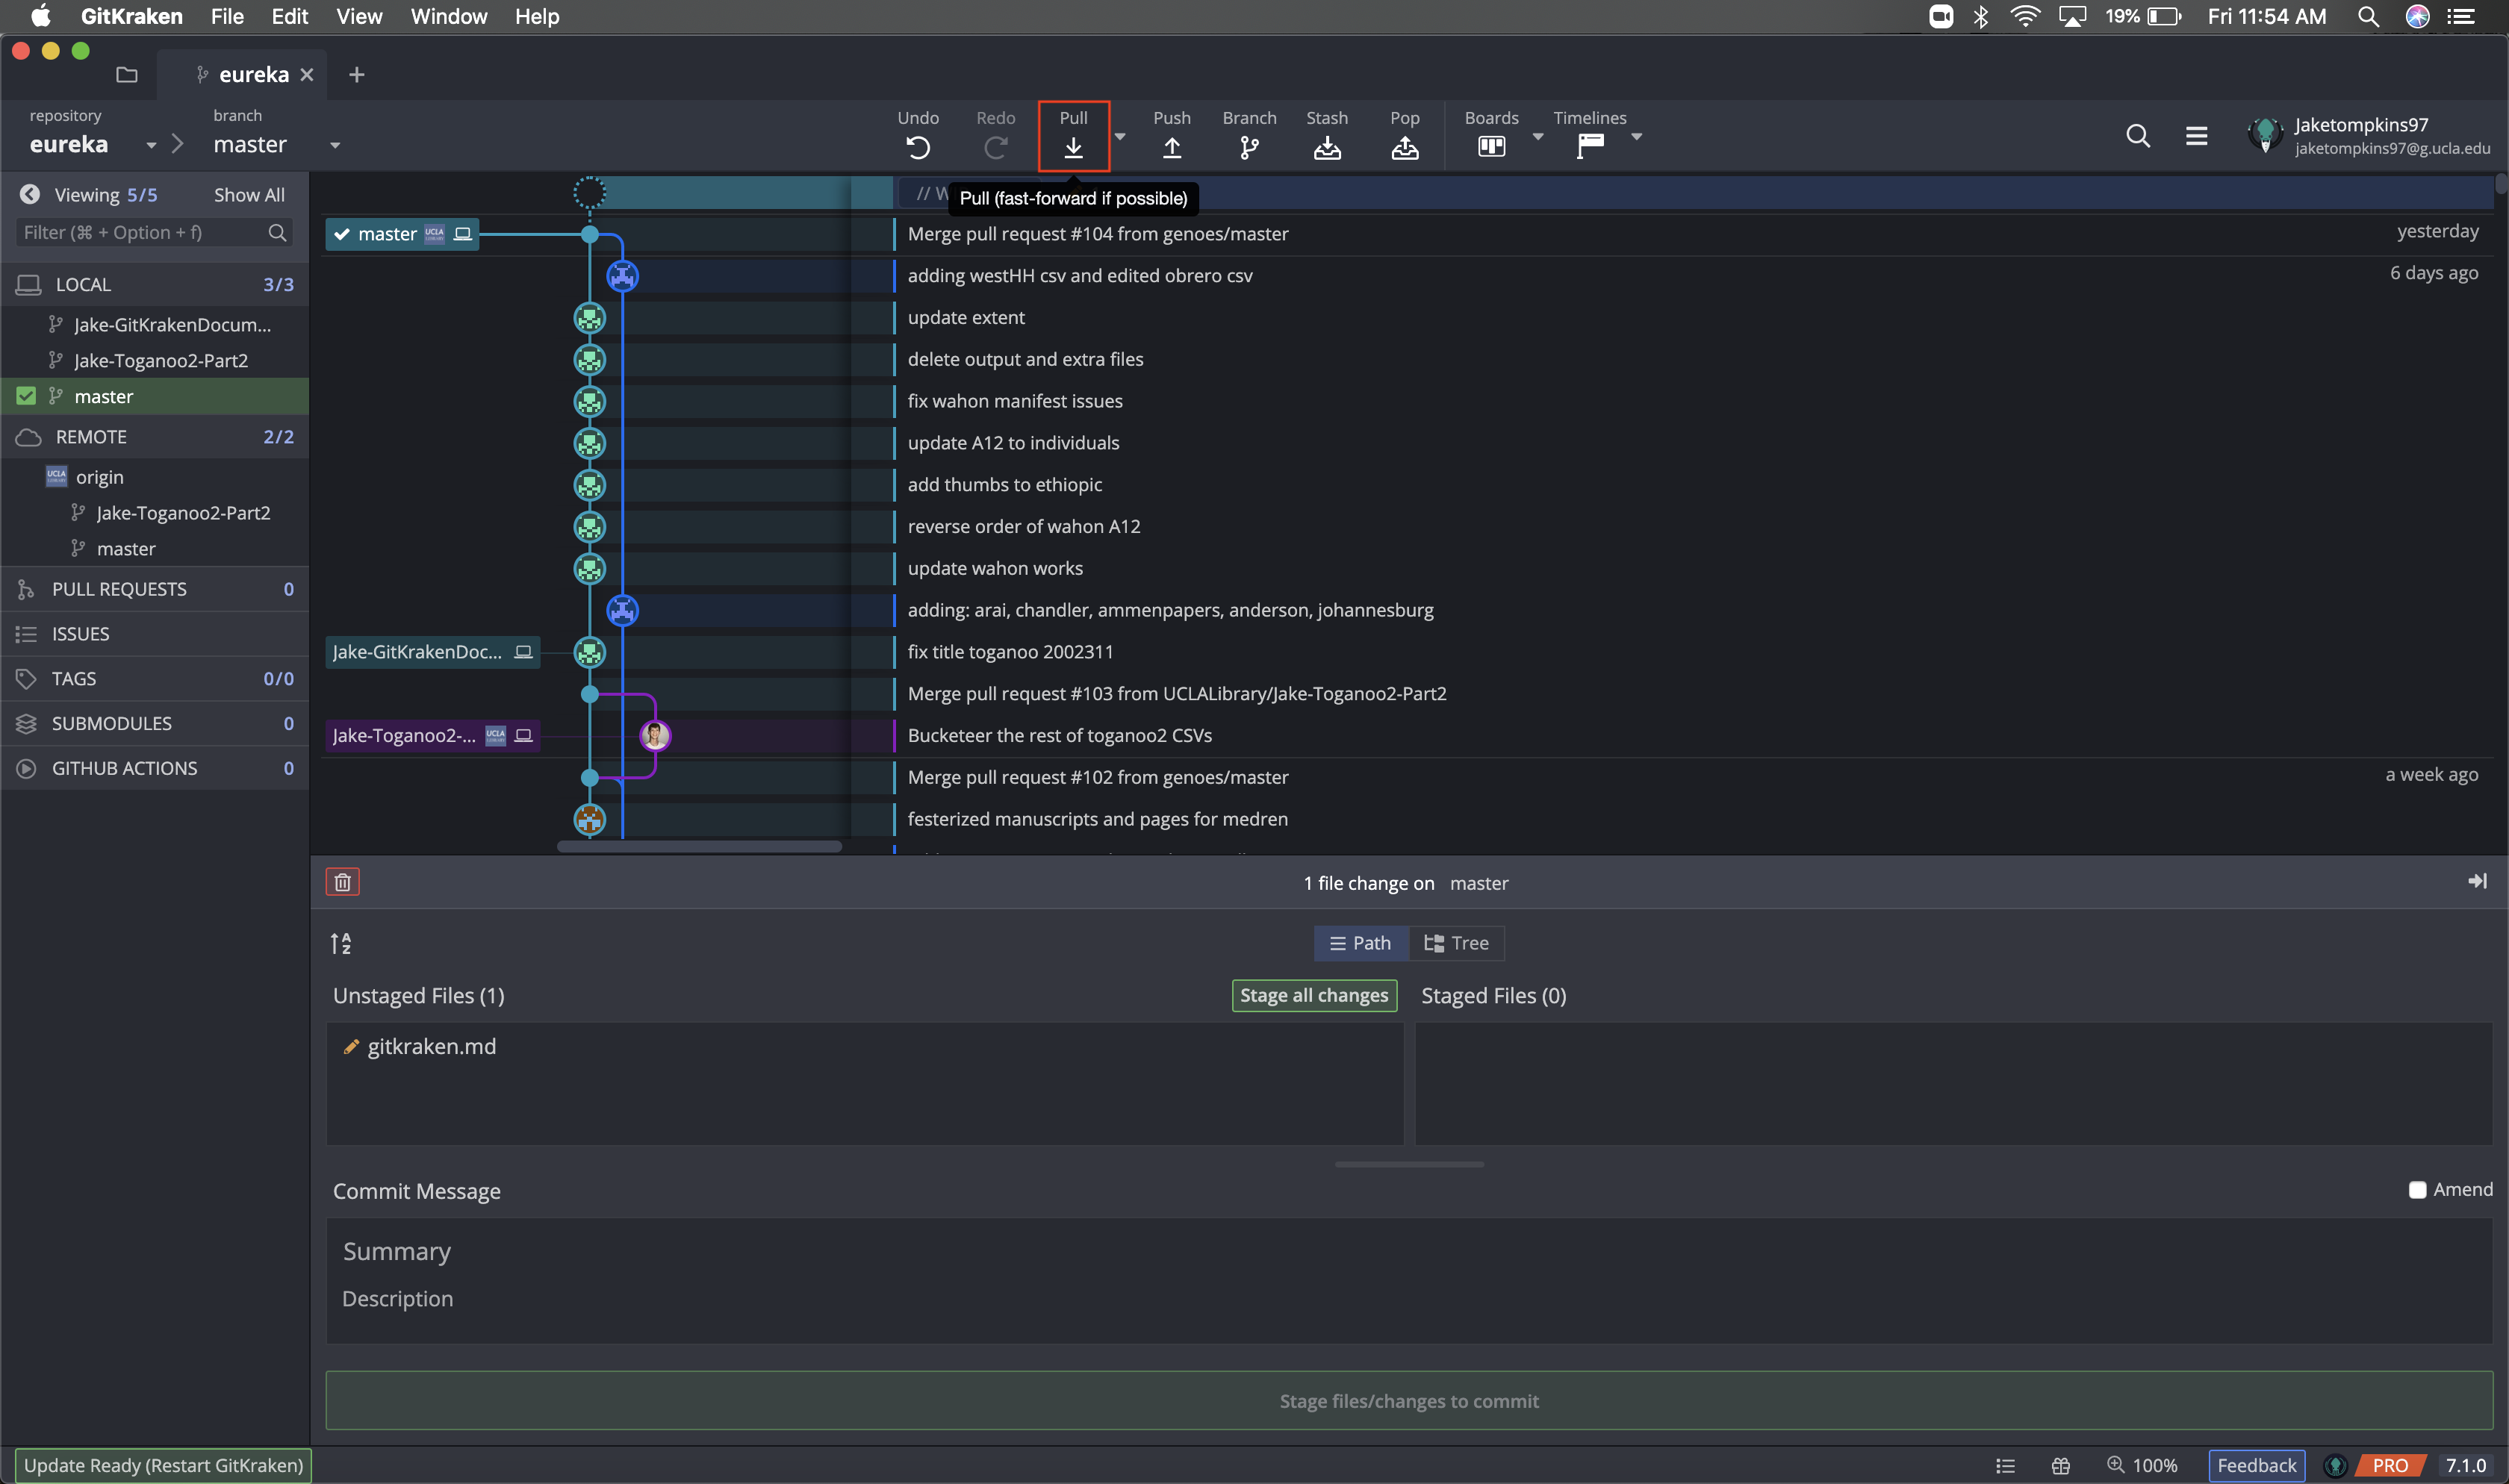 GitKraken File Edit View Window Help 19% Fri 11:54 AM
eureka
repository branch Undo Redo Pull Push Branch Stash Pop Boards Timelines Jaketompkins97
eureka master jaketompkins97@g.ucla.edu
Viewing 5/5 Show All // W Pull (fast-forward if possible)
Filter (⌘ + Option + f) master UCLA LIBRARY Merge pull request #104 from genoes/master yesterday
adding westHH csv and edited obrero csv 6 days ago
LOCAL 3/3
Jake-GitKrakenDocum... update extent
Jake-Toganoo2-Part2 delete output and extra files
master fix wahon manifest issues
REMOTE 2/2 update A12 to individuals
UCLA LIBRARY origin add thumbs to ethiopic
Jake-Toganoo2-Part2 reverse order of wahon A12
master update wahon works
PULL REQUESTS 0 adding: arai, chandler, ammenpapers, anderson, johannesburg
ISSUES Jake-GitKrakenDoc... fix title toganoo 2002311
TAGS 0/0 Merge pull request #103 from UCLALibrary/Jake-Toganoo2-Part2
SUBMODULES 0 Jake-Toganoo2-... UCLA LIBRARY Bucketeer the rest of toganoo2 CSVs
GITHUB ACTIONS 0 Merge pull request #102 from genoes/master a week ago
festerized manuscripts and pages for medren
1 file change on master
A Z Path Tree
Unstaged Files (1) Stage all changes Staged Files (0)
gitkraken.md
Commit Message Amend
Summary
Description
Stage files/changes to commit
Update Ready (Restart GitKraken) 100% Feedback PRO 7.1.0